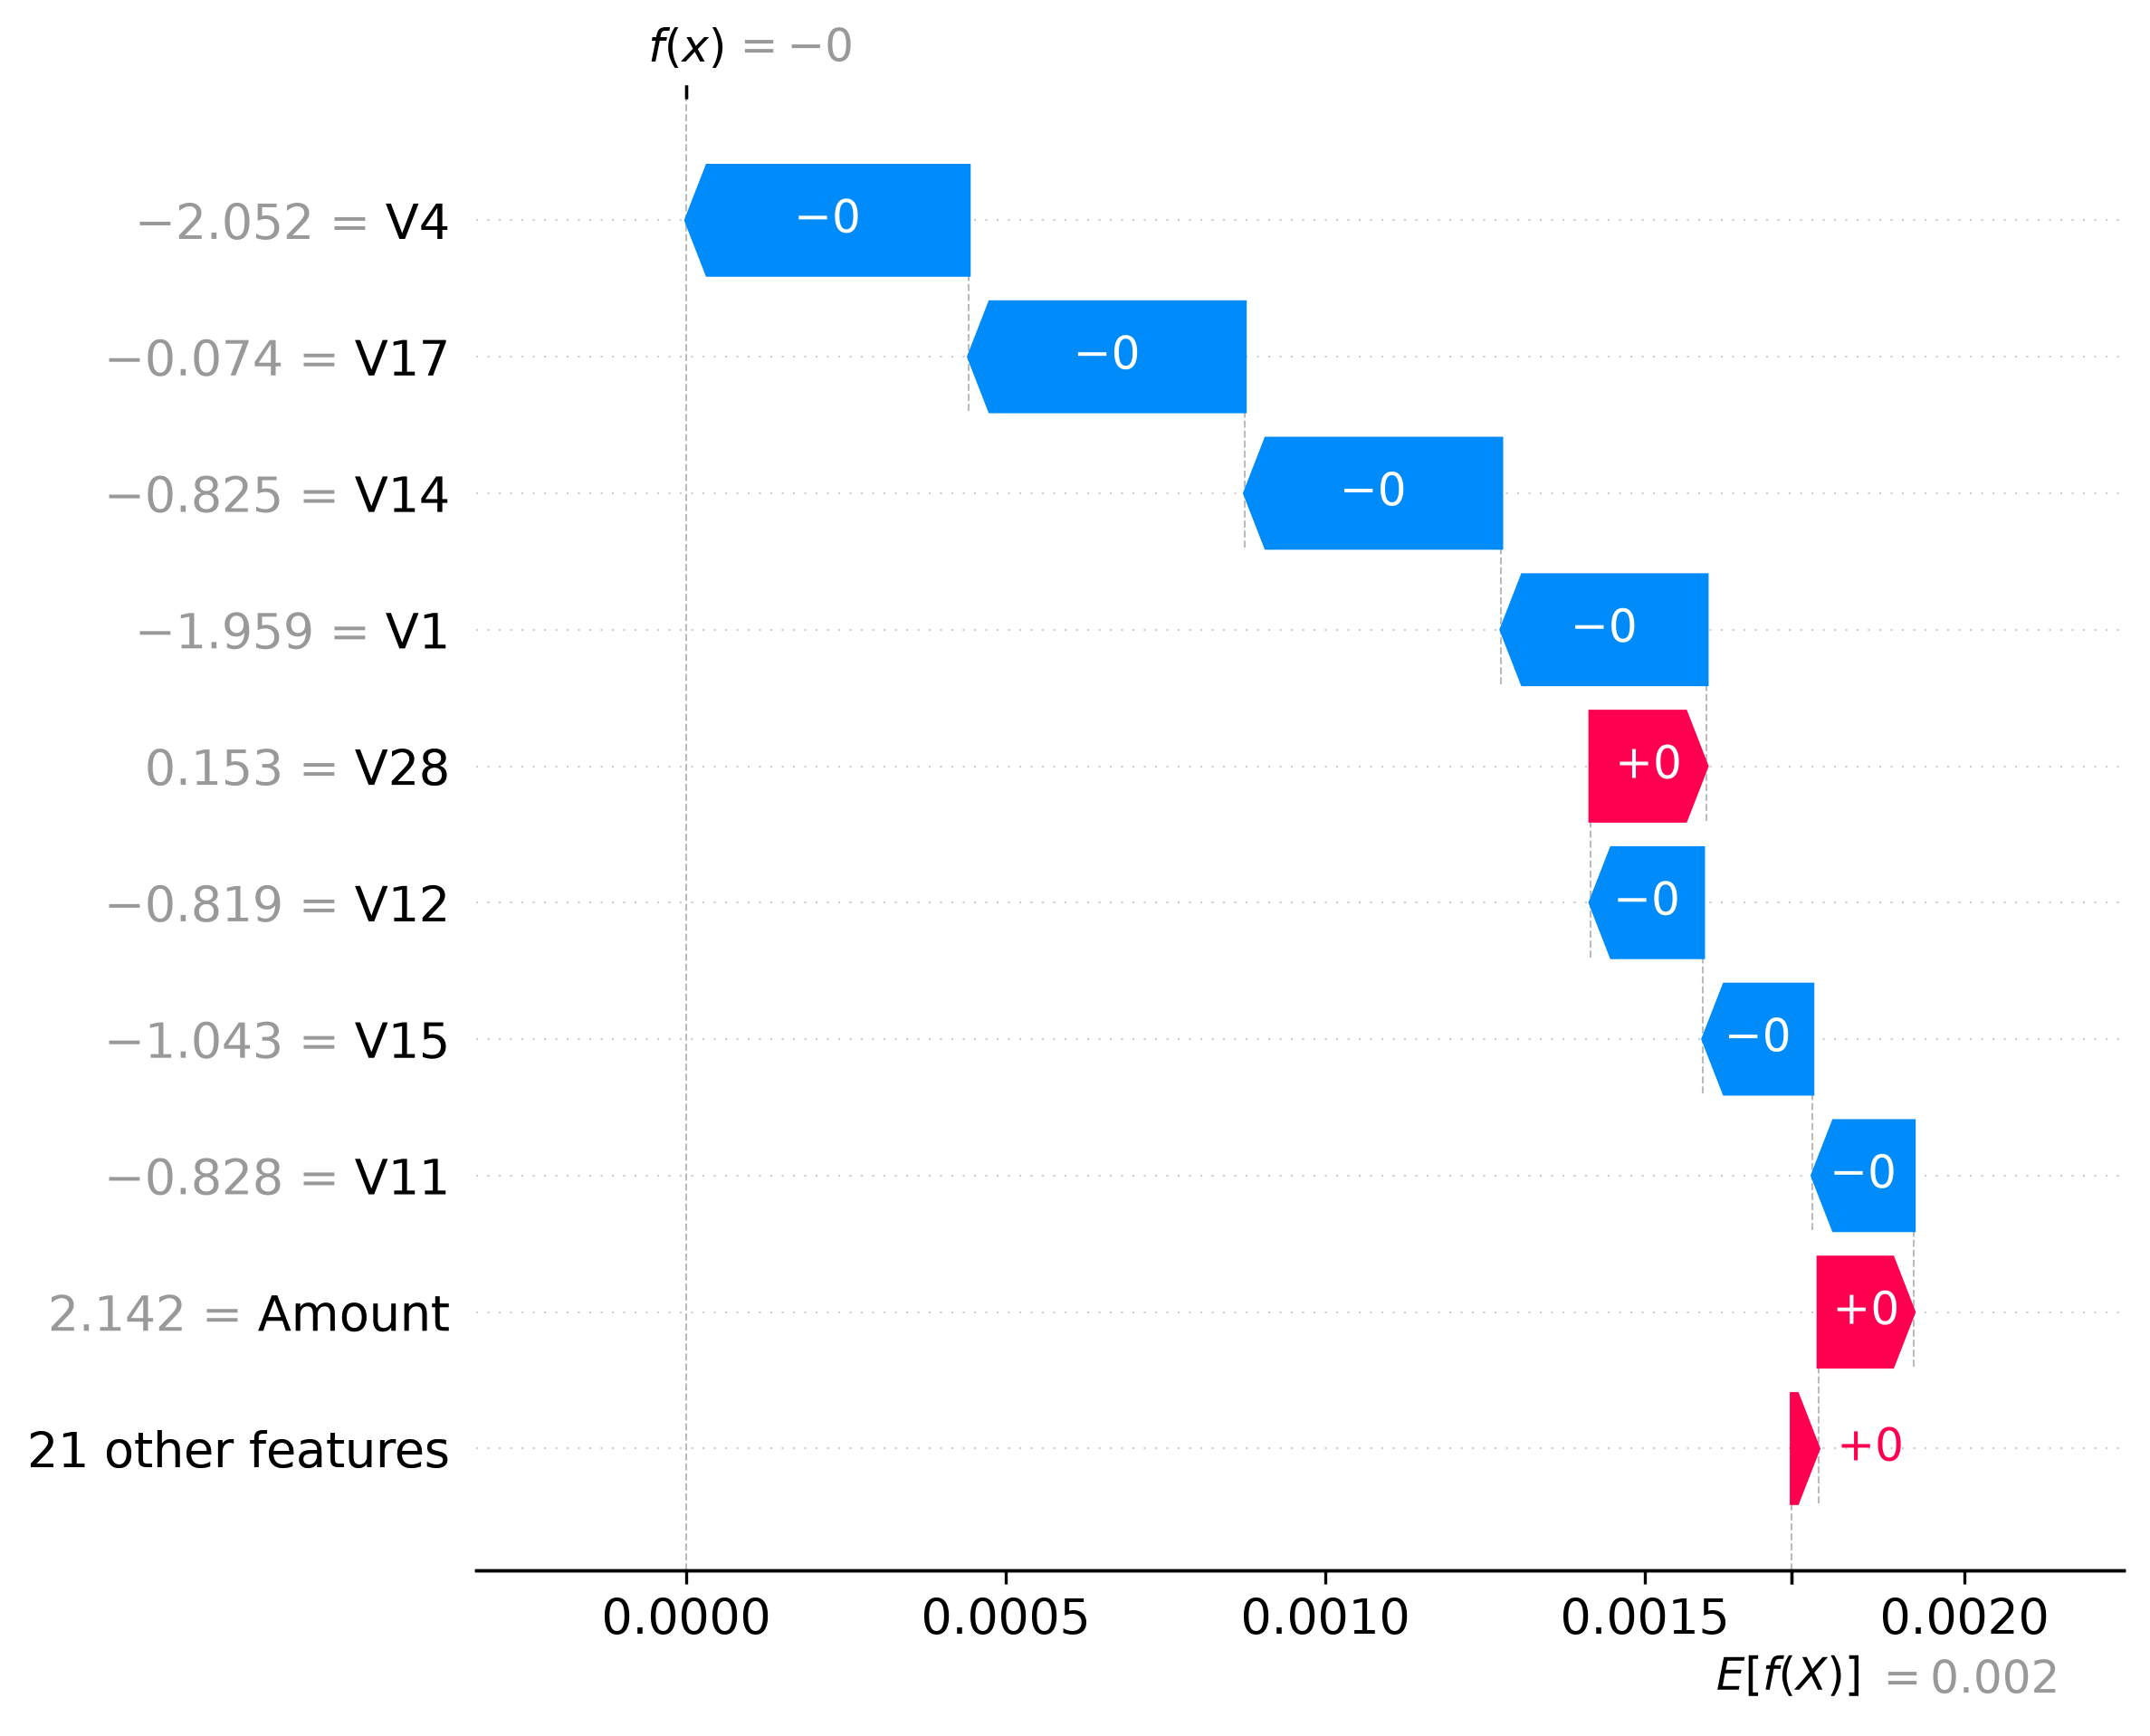 f(x) = −0
−2.052 = V4
−0
−0.074 = V17
−0
−0.825 = V14
−0
−1.959 = V1
−0
0.153 = V28
+0
−0.819 = V12
−0
−1.043 = V15
−0
−0.828 = V11
−0
2.142 = Amount
+0
21 other features
+0
0.0000 0.0005 0.0010 0.0015 0.0020
E[f(X)] = 0.002